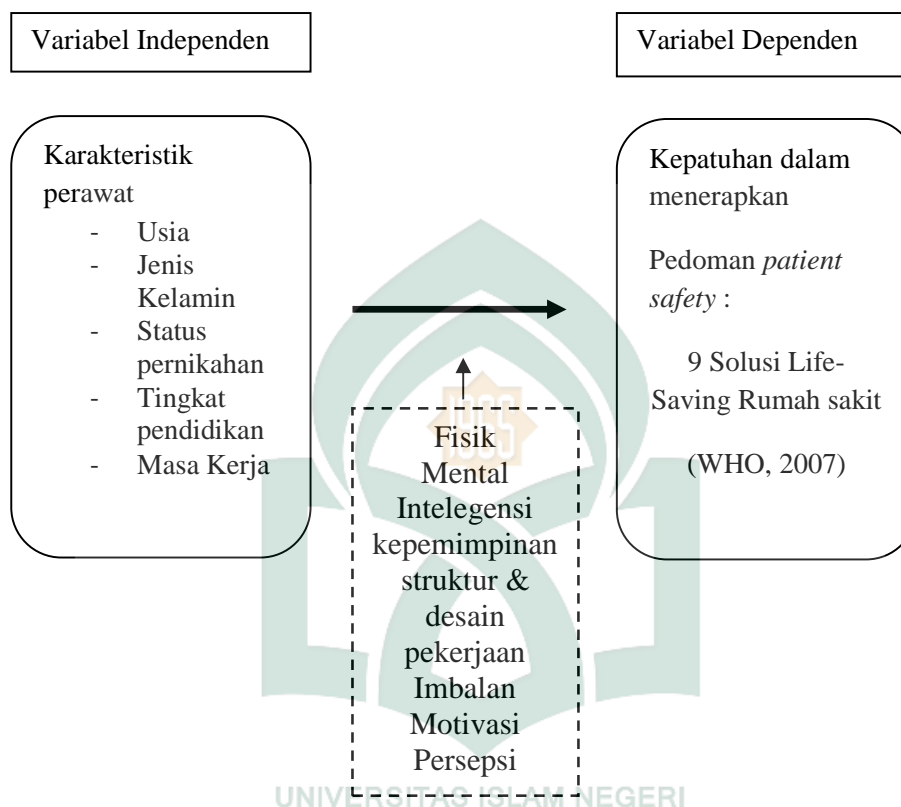 Variabel Independen
Variabel Dependen
Karakteristik
perawat
- Usia
- Jenis
Kelamin
- Status
pernikahan
- Tingkat
pendidikan
- Masa Kerja
Kepatuhan dalam
menerapkan
Pedoman patient
safety :
9 Solusi Life-
Saving Rumah sakit
(WHO, 2007)
Fisik
Mental
Intelegensi
kepemimpinan
struktur &
desain
pekerjaan
Imbalan
Motivasi
Persepsi
1965
UNIVERSITAS ISLAM NEGERI